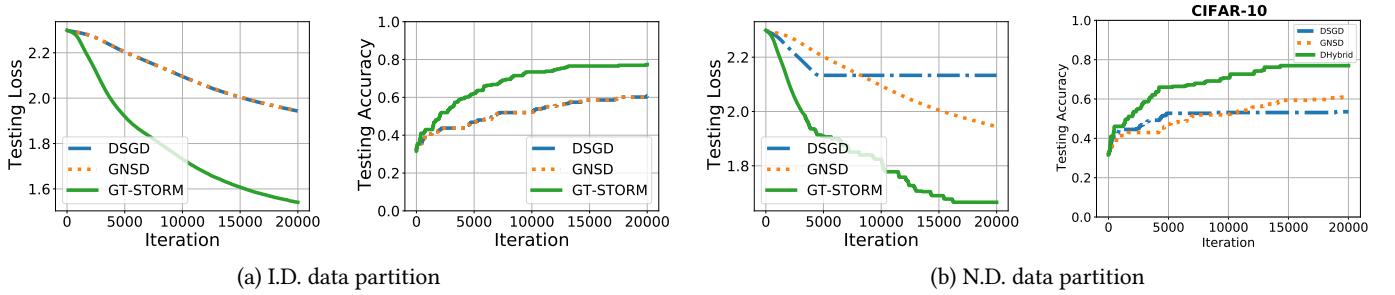 Testing Loss
2.2
2.0
1.8
1.6
DSGD
GNSD
GT-STORM
0 5000 10000 15000 20000
Iteration
Testing Accuracy
1.0
0.8
0.6
0.4
0.2
0.0
DSGD
GNSD
GT-STORM
0 5000 10000 15000 20000
Iteration
(a) I.D. data partition
Testing Loss
2.2
2.0
1.8
DSGD
GNSD
GT-STORM
0 5000 10000 15000 20000
Iteration
CIFAR-10
Testing Accuracy
1.0
0.8
0.6
0.4
0.2
0.0
DSGD
GNSD
DHybrid
0 5000 10000 15000 20000
Iteration
(b) N.D. data partition